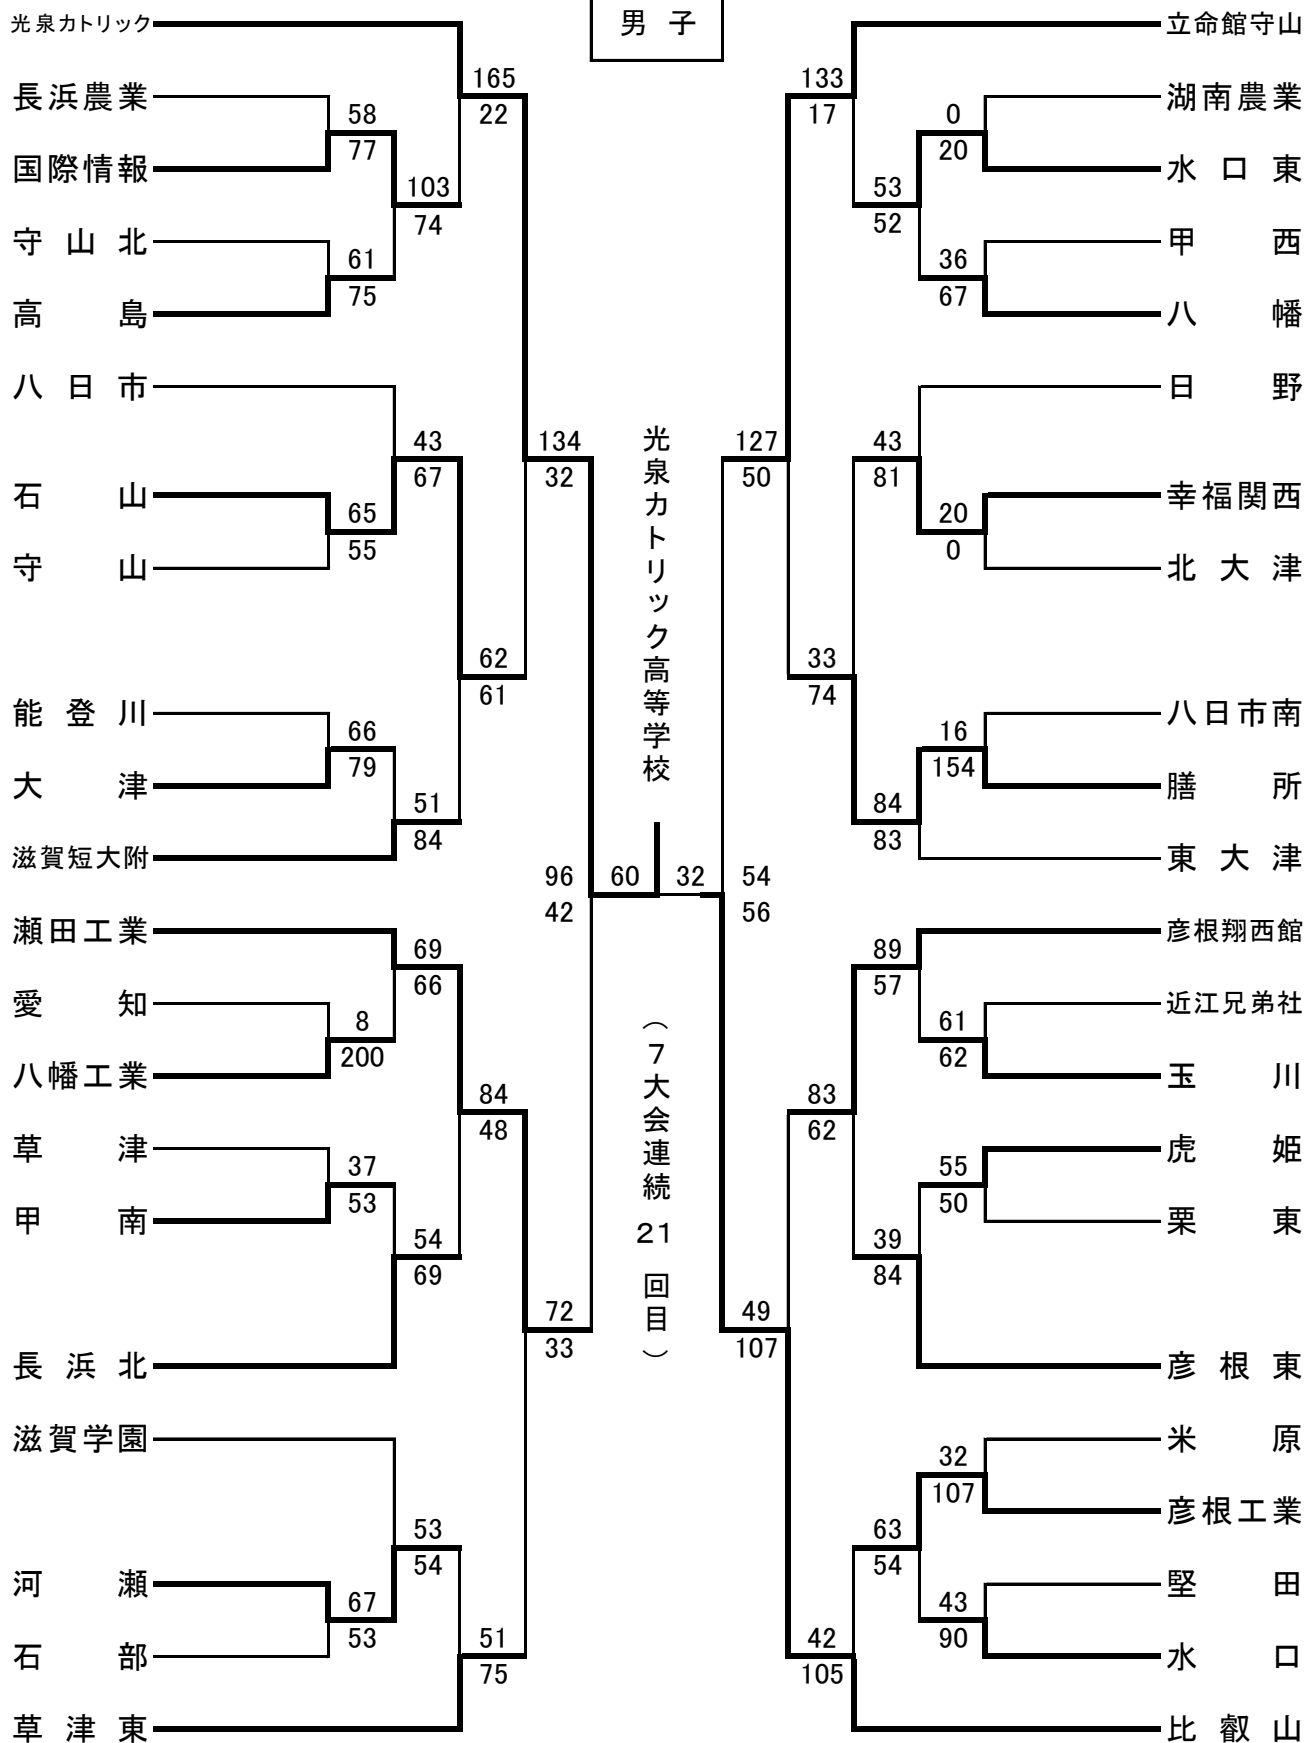 男子
光泉カトリック
長浜農業
国際情報
守山北
高島
八日市
石山
守山
能登川
大津
滋賀短大附
瀬田工業
愛知
八幡工業
草津
甲南
長浜北
滋賀学園
河瀬
石部
草津東
58
77
61
75
65
55
66
79
8
200
37
53
67
53
103
74
43
67
51
84
69
66
54
69
53
54
165
22
62
61
84
48
51
75
134
32
72
33
96
42
60
光泉カトリック高等学校
(7大会連続21回目)
32
54
56
127
50
49
107
133
17
33
74
83
62
42
105
53
52
43
81
84
83
89
57
39
84
63
54
0
20
36
67
20
0
16
154
61
62
55
50
32
107
43
90
立命館守山
湖南農業
水口東
甲西
八幡
日野
幸福関西
北大津
八日市南
膳所
東大津
彦根翔西館
近江兄弟社
玉川
虎姫
栗東
彦根東
米原
彦根工業
堅田
水口
比叡山